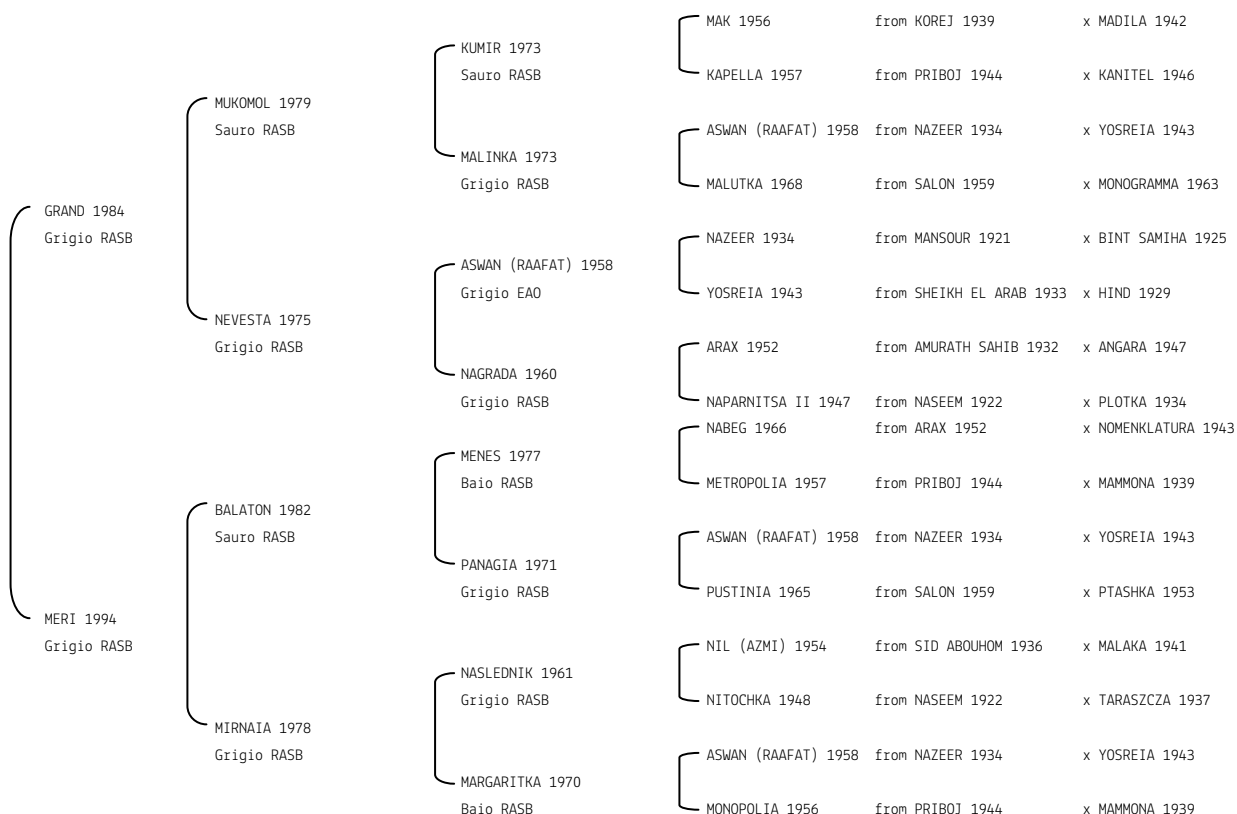 MAK 1956 from KOREJ 1939 x MADILA 1942
KUMIR 1973
Sauro RASB
KAPELLA 1957 from PRIBOJ 1944 x KANITEL 1946
MUKOMOL 1979
Sauro RASB
ASWAN (RAAFAT) 1958 from NAZEER 1934 x YOSREIA 1943
MALINKA 1973
Grigio RASB
MALUTKA 1968 from SALON 1959 x MONOGRAMMA 1963
GRAND 1984
Grigio RASB
NAZEER 1934 from MANSOUR 1921 x BINT SAMIHA 1925
ASWAN (RAAFAT) 1958
Grigio EAO
YOSREIA 1943 from SHEIKH EL ARAB 1933 x HIND 1929
NEVESTA 1975
Grigio RASB
ARAX 1952 from AMURATH SAHIB 1932 x ANGARA 1947
NAGRADA 1960
Grigio RASB
NAPARNITSA II 1947 from NASEEM 1922 x PLOTKA 1934
NABEG 1966 from ARAX 1952 x NOMENKLATURA 1943
MENES 1977
Baio RASB
METROPOLIA 1957 from PRIBOJ 1944 x MAMMONA 1939
BALATON 1982
Sauro RASB
ASWAN (RAAFAT) 1958 from NAZEER 1934 x YOSREIA 1943
PANAGIA 1971
Grigio RASB
PUSTINIA 1965 from SALON 1959 x PTASHKA 1953
MERI 1994
Grigio RASB
NIL (AZMI) 1954 from SID ABOUHOM 1936 x MALAKA 1941
NASLEDNIK 1961
Grigio RASB
NITOCHKA 1948 from NASEEM 1922 x TARASZCZA 1937
MIRNAIA 1978
Grigio RASB
ASWAN (RAAFAT) 1958 from NAZEER 1934 x YOSREIA 1943
MARGARITKA 1970
Baio RASB
MONOPOLIA 1956 from PRIBOJ 1944 x MAMMONA 1939